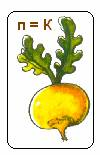 п = К